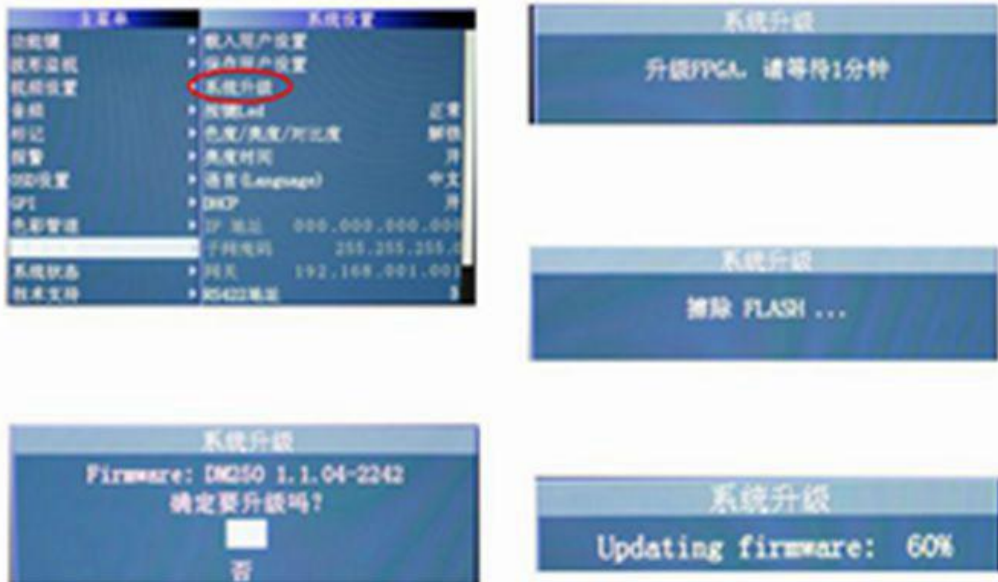 主菜单
系统设置
功能键
波形监视
视频设置
音频
标记
报警
OSD设置
GPI
色彩管道
系统状态
技术支持
载入用户设置
保存用户设置
系统升级
按键Led 正常
色度/亮度/对比度 解锁
亮度时间 开
语言(Language) 中文
DHCP 开
IP 地址 000.000.000.000
子网掩码 255.255.255.0
网关 192.168.001.001
RS422地址 3
系统升级
Firmware: DM250 1.1.04-2242
确定要升级吗?
否
系统升级
升级FPGA, 请等待1分钟
系统升级
擦除 FLASH ...
系统升级
Updating firmware: 60%